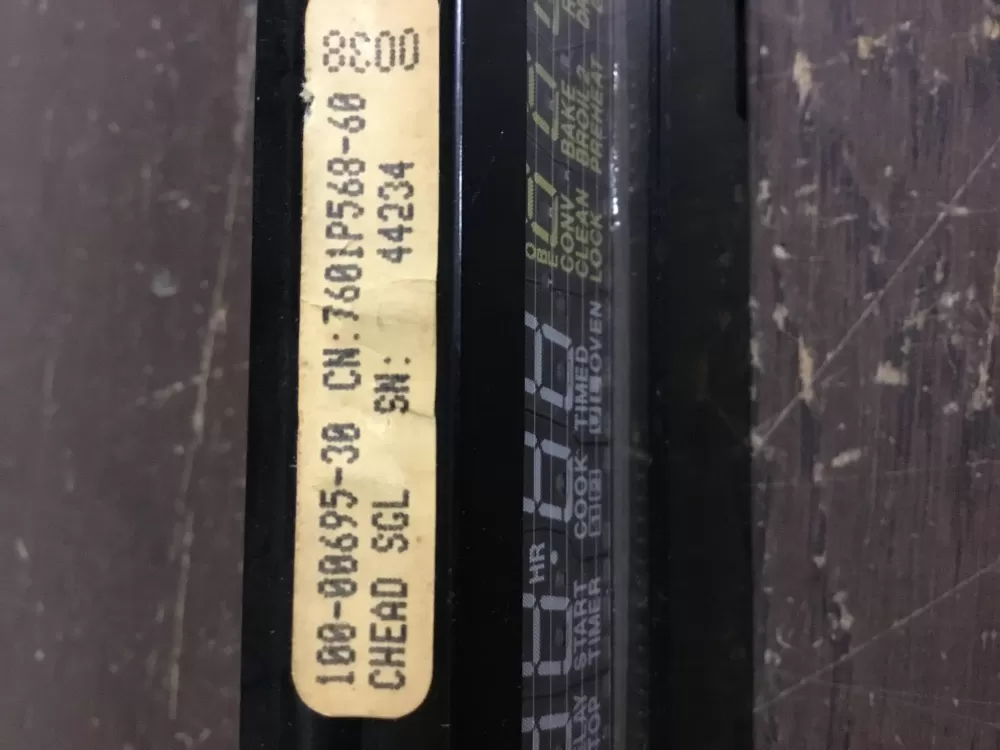 100-00695-30 CN:7601P568-60
CHEAD SGL SN: 44234
HR
START COOK TIMED
TIMER OVEN
CONV BAKE
CLEAN BROIL 2
LOCK PREHEAT